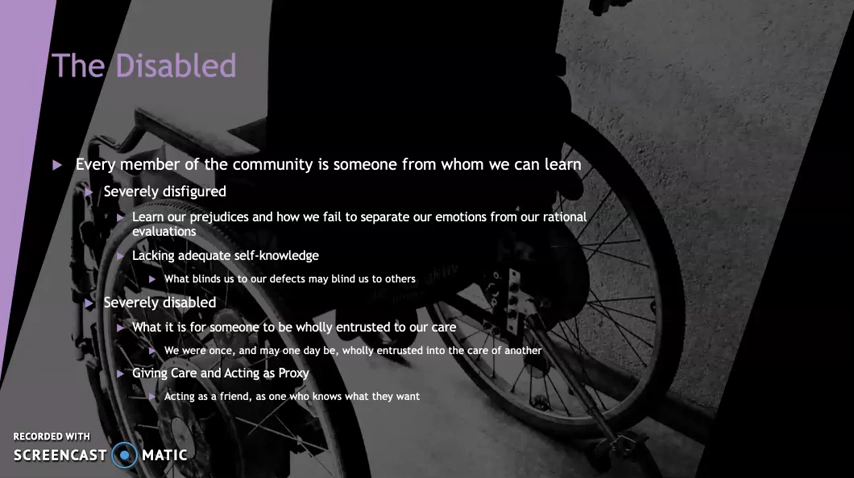 The Disabled
Every member of the community is someone from whom we can learn
Severely disfigured
Learn our prejudices and how we fail to separate our emotions from our rational
evaluations
Lacking adequate self-knowledge
What blinds us to our defects may blind us to others
Severely disabled
What it is for someone to be wholly entrusted to our care
We were once, and may one day be, wholly entrusted into the care of another
Giving Care and Acting as Proxy
Acting as a friend, as one who knows what they want
RECORDED WITH
SCREENCAST MATIC